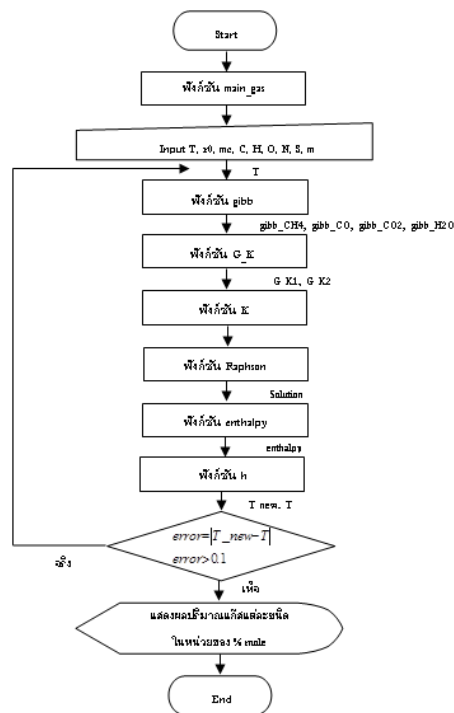 Start
ฟังก์ชัน main_gas
Input T, x0, mc, C, H, O, N, S, m
T
ฟังก์ชัน gibb
gibb_CH4, gibb_CO, gibb_CO2, gibb_H2O
ฟังก์ชัน G_K
G_K1, G_K2
ฟังก์ชัน K
ฟังก์ชัน Raphson
Solution
ฟังก์ชัน enthalpy
enthalpy
ฟังก์ชัน h
T_new, T
error=|T_new-T|
error>0.1
จริง
เท็จ
แสดงผลปริมาณแก๊สแต่ละชนิด
ในหน่วยของ % mole
End